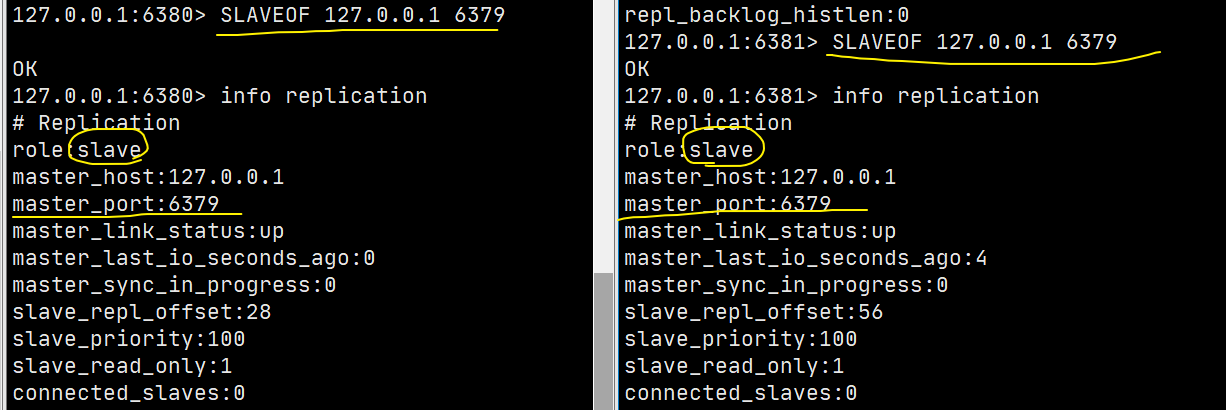 127.0.0.1:6380> SLAVEOF 127.0.0.1 6379
OK
127.0.0.1:6380> info replication
# Replication
role:slave
master_host:127.0.0.1
master_port:6379
master_link_status:up
master_last_io_seconds_ago:0
master_sync_in_progress:0
slave_repl_offset:28
slave_priority:100
slave_read_only:1
connected_slaves:0
repl_backlog_histlen:0
127.0.0.1:6381> SLAVEOF 127.0.0.1 6379
OK
127.0.0.1:6381> info replication
# Replication
role:slave
master_host:127.0.0.1
master_port:6379
master_link_status:up
master_last_io_seconds_ago:4
master_sync_in_progress:0
slave_repl_offset:56
slave_priority:100
slave_read_only:1
connected_slaves:0